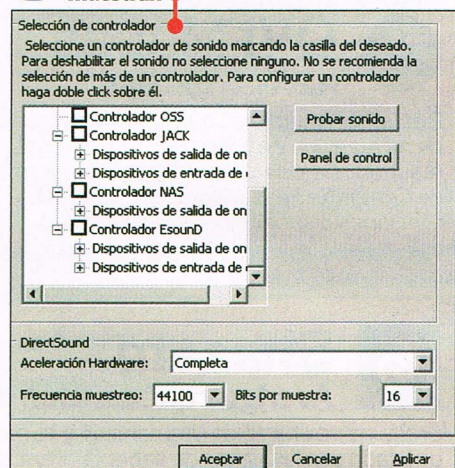 Selección de controlador
Seleccione un controlador de sonido marcando la casilla del deseado.
Para deshabilitar el sonido no seleccione ninguno. No se recomienda la
selección de más de un controlador. Para configurar un controlador
haga doble click sobre él.
Controlador OSS
Controlador JACK
Dispositivos de salida de on
Dispositivos de entrada de
Controlador NAS
Dispositivos de salida de on
Controlador EsounD
Dispositivos de salida de on
Dispositivos de entrada de
Probar sonido
Panel de control
DirectSound
Aceleración Hardware: Completa
Frecuencia muestreo: 44100 Bits por muestra: 16
Aceptar Cancelar Aplicar